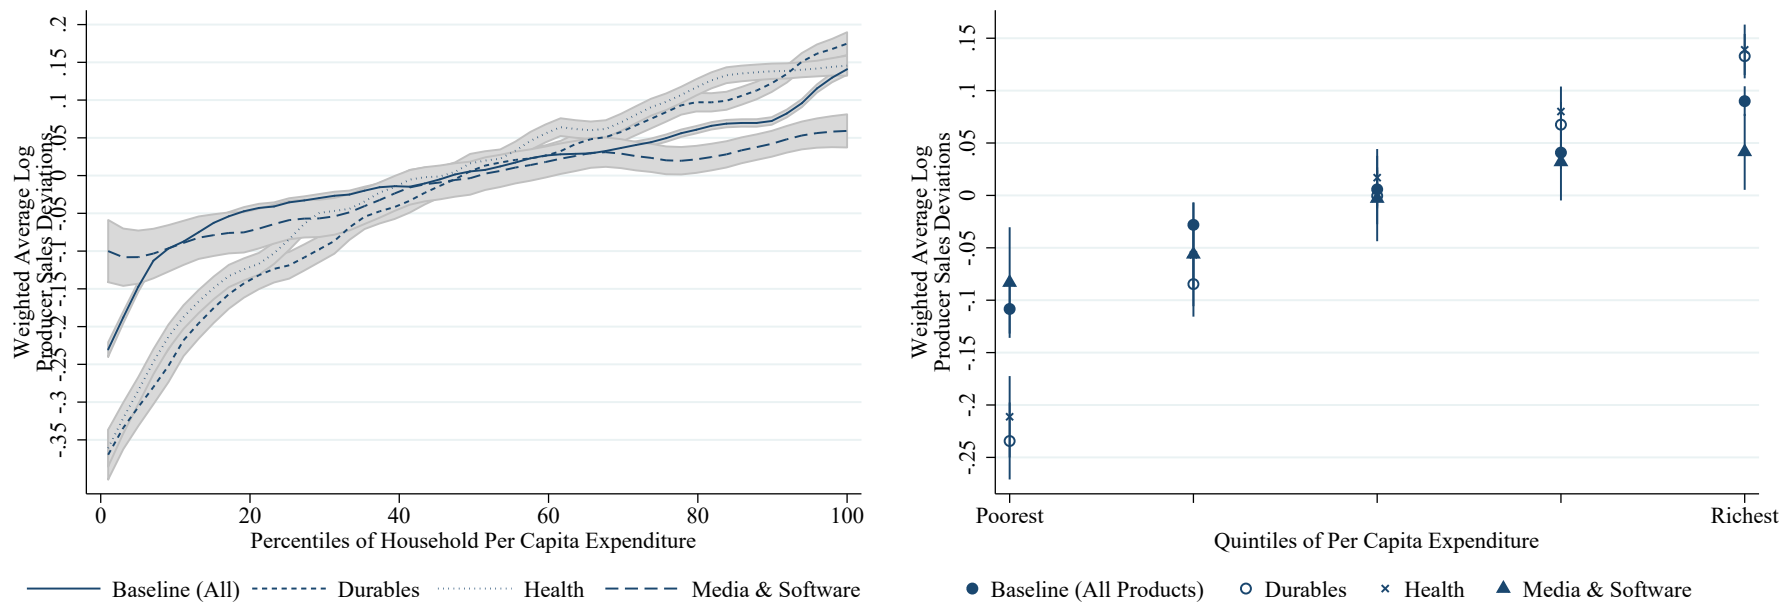 Weighted Average Log
Producer Sales Deviations
.2
.15
.1
.05
0
-.05
-.1
-.15
-.2
-.25
-.3
-.35
0 20 40 60 80 100
Percentiles of Household Per Capita Expenditure
Baseline (All) Durables Health Media & Software
Weighted Average Log
Producer Sales Deviations
.15
.1
.05
0
-.05
-.1
-.15
-.2
-.25
Poorest Richest
Quintiles of Per Capita Expenditure
Baseline (All Products) Durables Health Media & Software